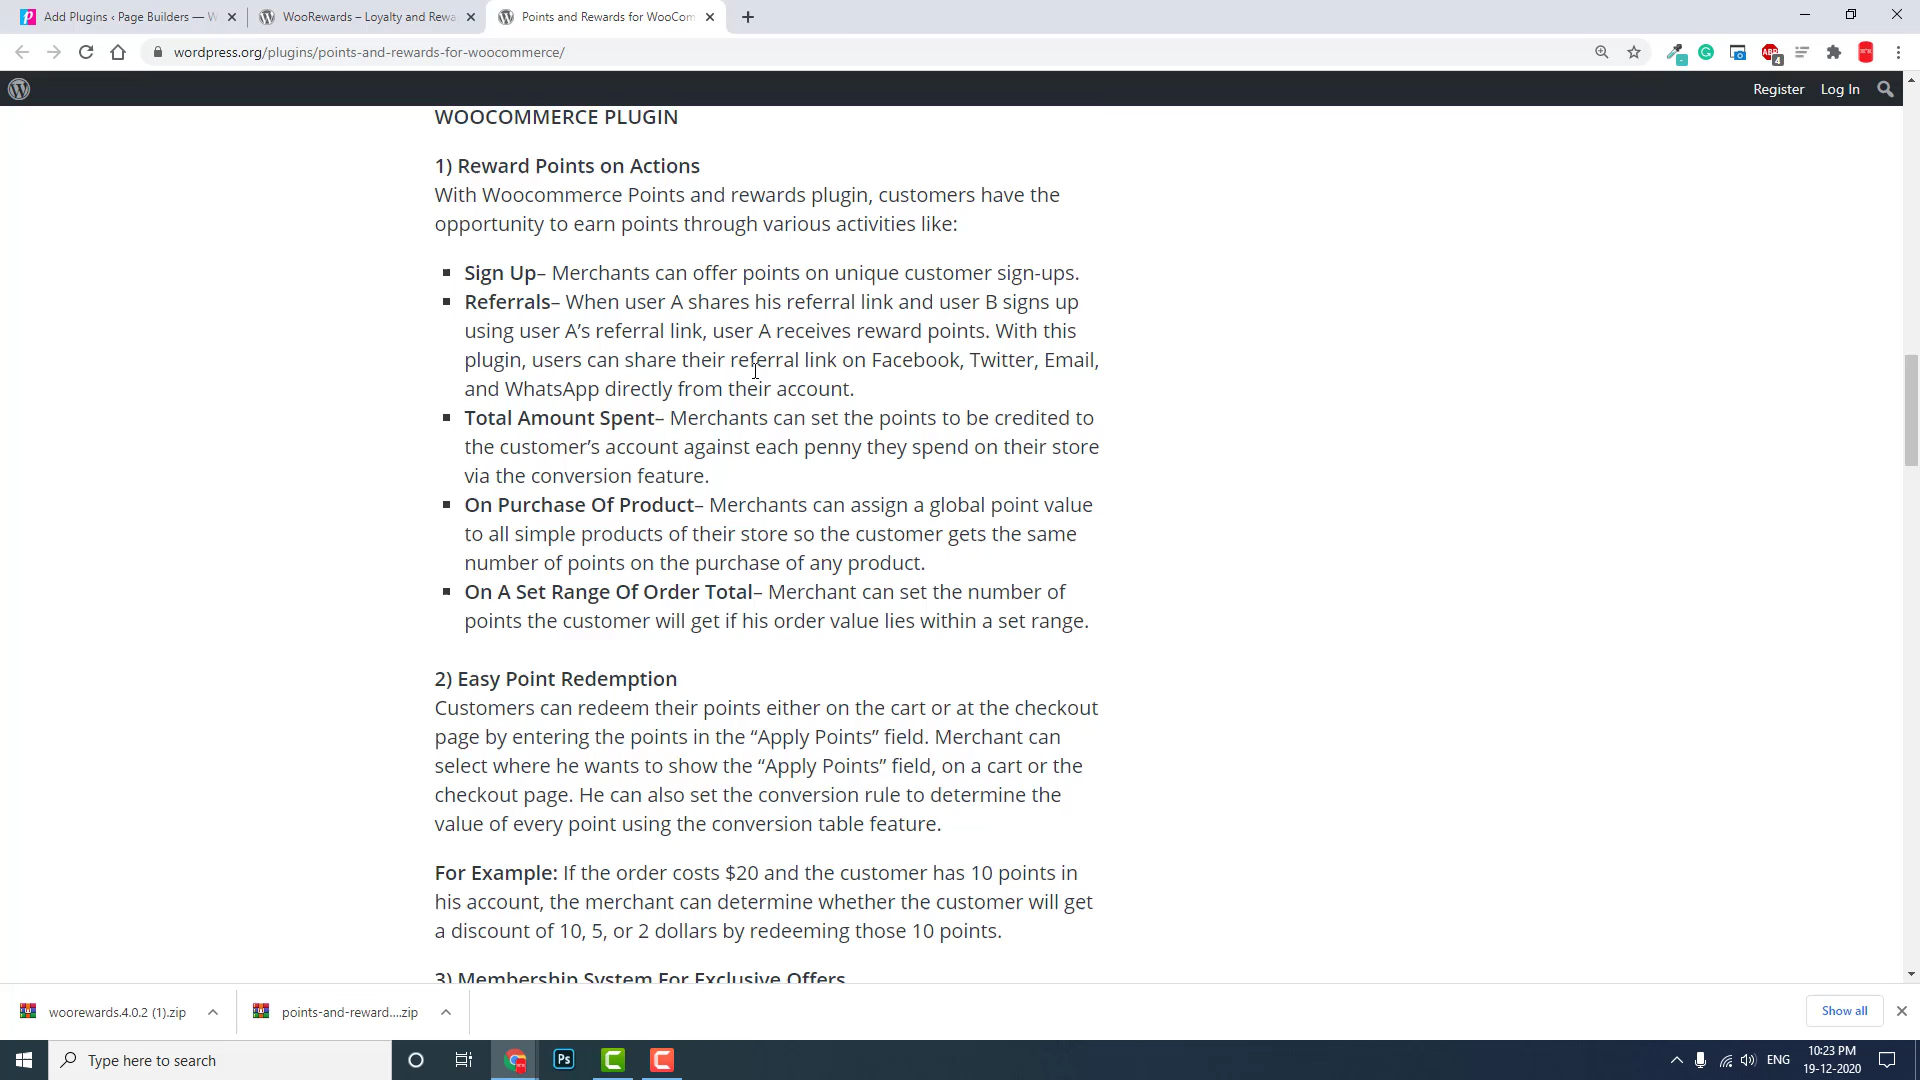 Add Plugins ‹ Page Builders — W
WooRewards – Loyalty and Rewa
Points and Rewards for WooCom
wordpress.org/plugins/points-and-rewards-for-woocommerce/
ABP
4
Register
Log In
WOOCOMMERCE PLUGIN
1) Reward Points on Actions
With Woocommerce Points and rewards plugin, customers have the
opportunity to earn points through various activities like:
Sign Up– Merchants can offer points on unique customer sign-ups.
Referrals– When user A shares his referral link and user B signs up
using user A’s referral link, user A receives reward points. With this
plugin, users can share their referral link on Facebook, Twitter, Email,
and WhatsApp directly from their account.
Total Amount Spent– Merchants can set the points to be credited to
the customer’s account against each penny they spend on their store
via the conversion feature.
On Purchase Of Product– Merchants can assign a global point value
to all simple products of their store so the customer gets the same
number of points on the purchase of any product.
On A Set Range Of Order Total– Merchant can set the number of
points the customer will get if his order value lies within a set range.
2) Easy Point Redemption
Customers can redeem their points either on the cart or at the checkout
page by entering the points in the “Apply Points” field. Merchant can
select where he wants to show the “Apply Points” field, on a cart or the
checkout page. He can also set the conversion rule to determine the
value of every point using the conversion table feature.
For Example: If the order costs $20 and the customer has 10 points in
his account, the merchant can determine whether the customer will get
a discount of 10, 5, or 2 dollars by redeeming those 10 points.
3) Membership System For Exclusive Offers
woorewards.4.0.2 (1).zip
points-and-reward....zip
Show all
Type here to search
Ps
ENG
10:23 PM
19-12-2020